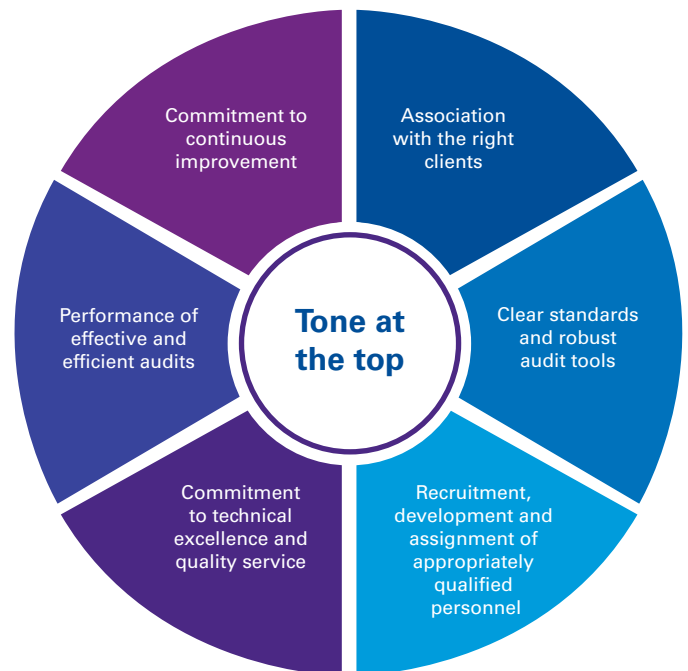 Commitment to
continuous
improvement
Association
with the right
clients
Performance of
effective and
efficient audits
Tone at
the top
Clear standards
and robust
audit tools
Commitment
to technical
excellence and
quality service
Recruitment,
development and
assignment of
appropriately
qualified
personnel